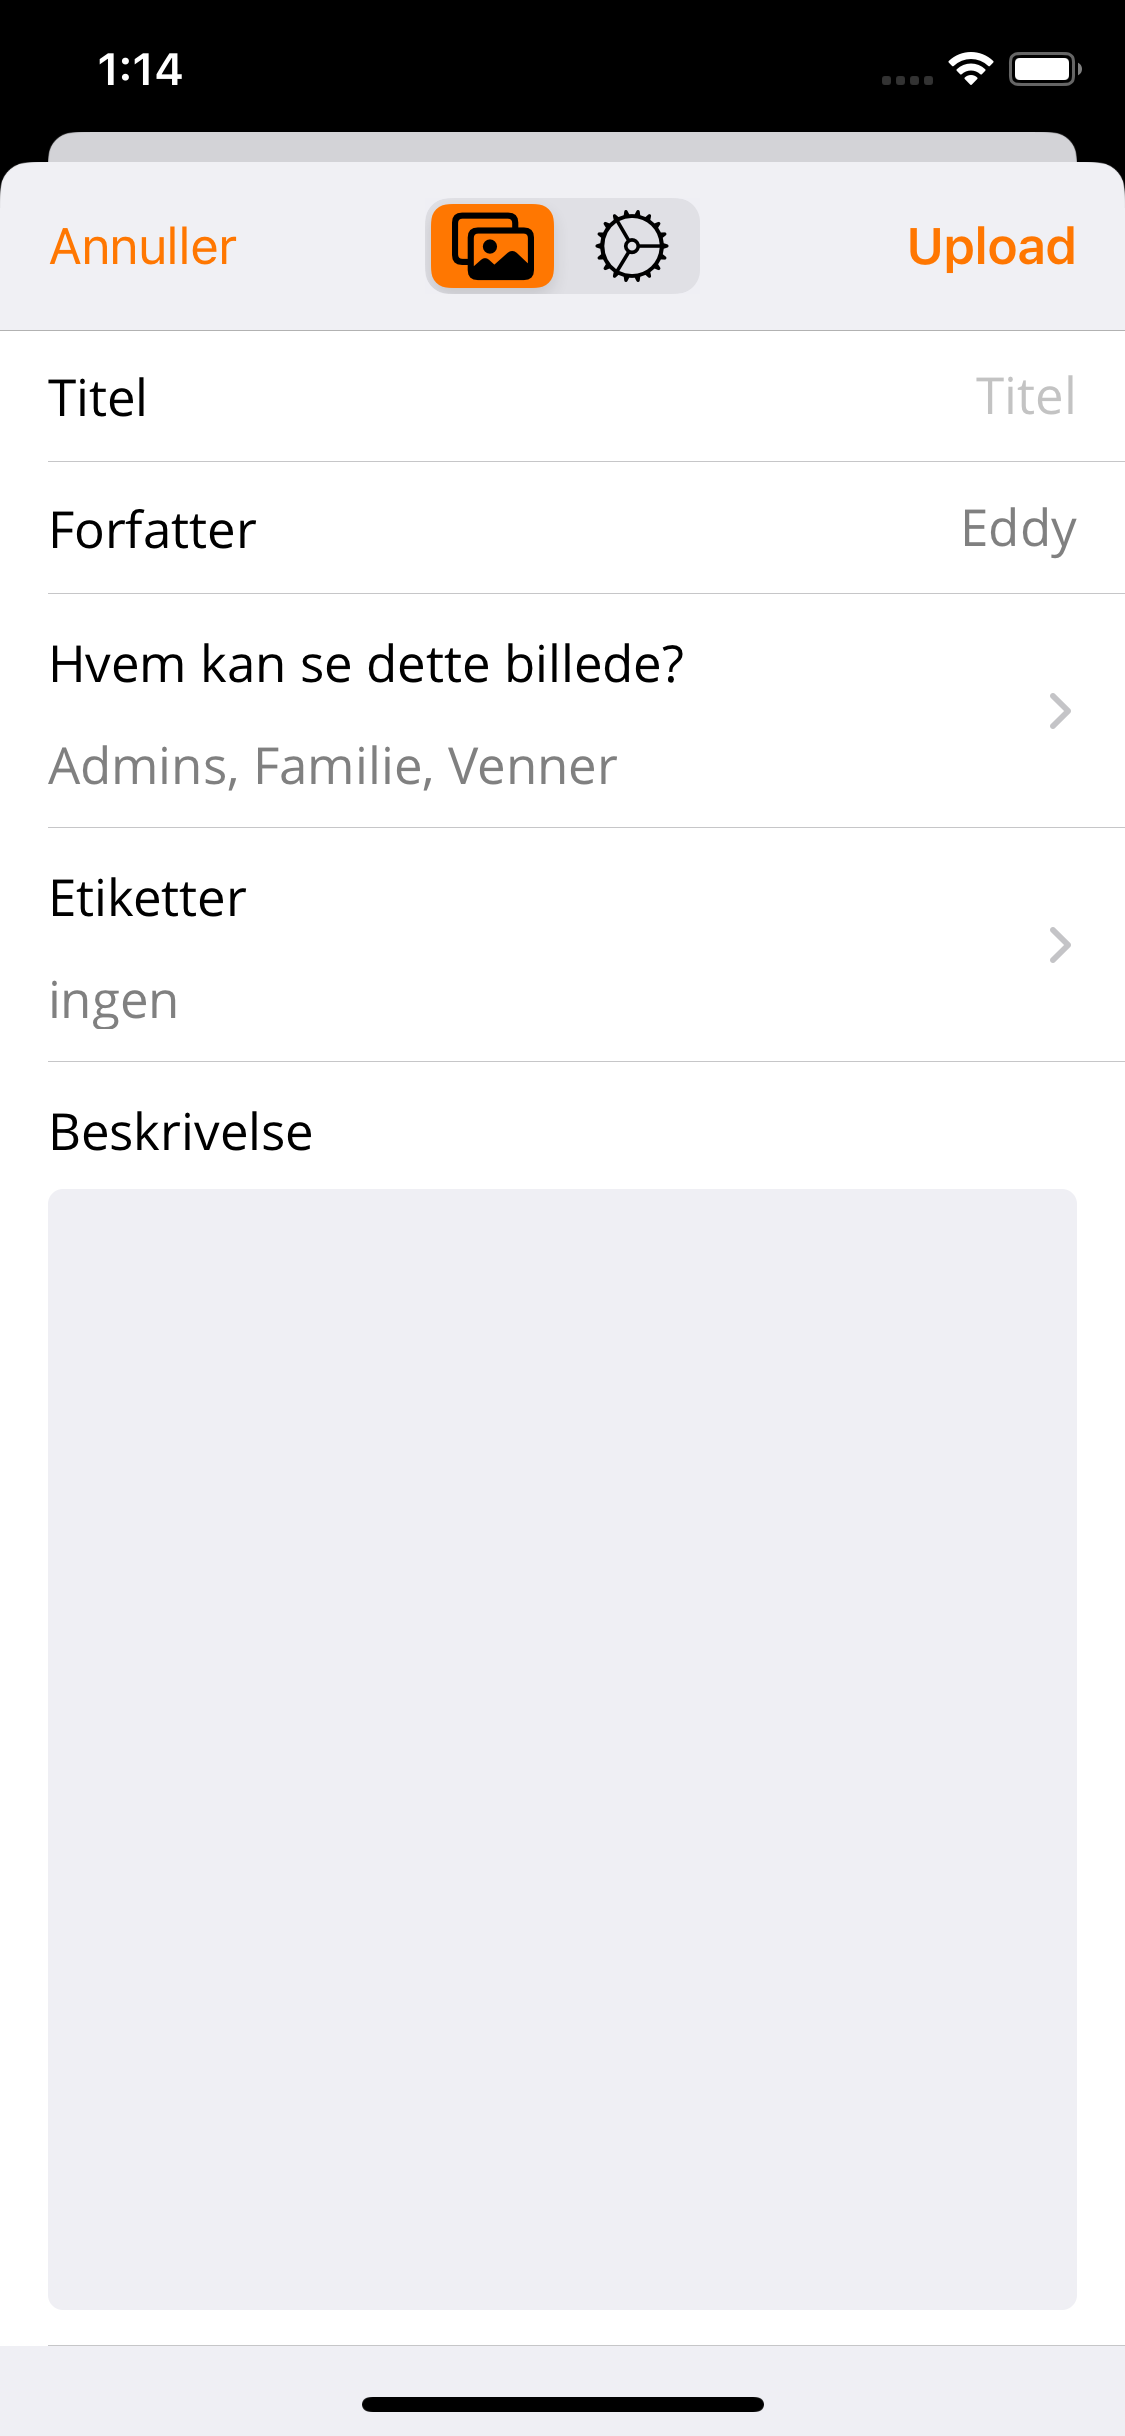 1:14
Annuller
Upload
Titel
Titel
Forfatter
Eddy
Hvem kan se dette billede?
Admins, Familie, Venner
Etiketter
ingen
Beskrivelse